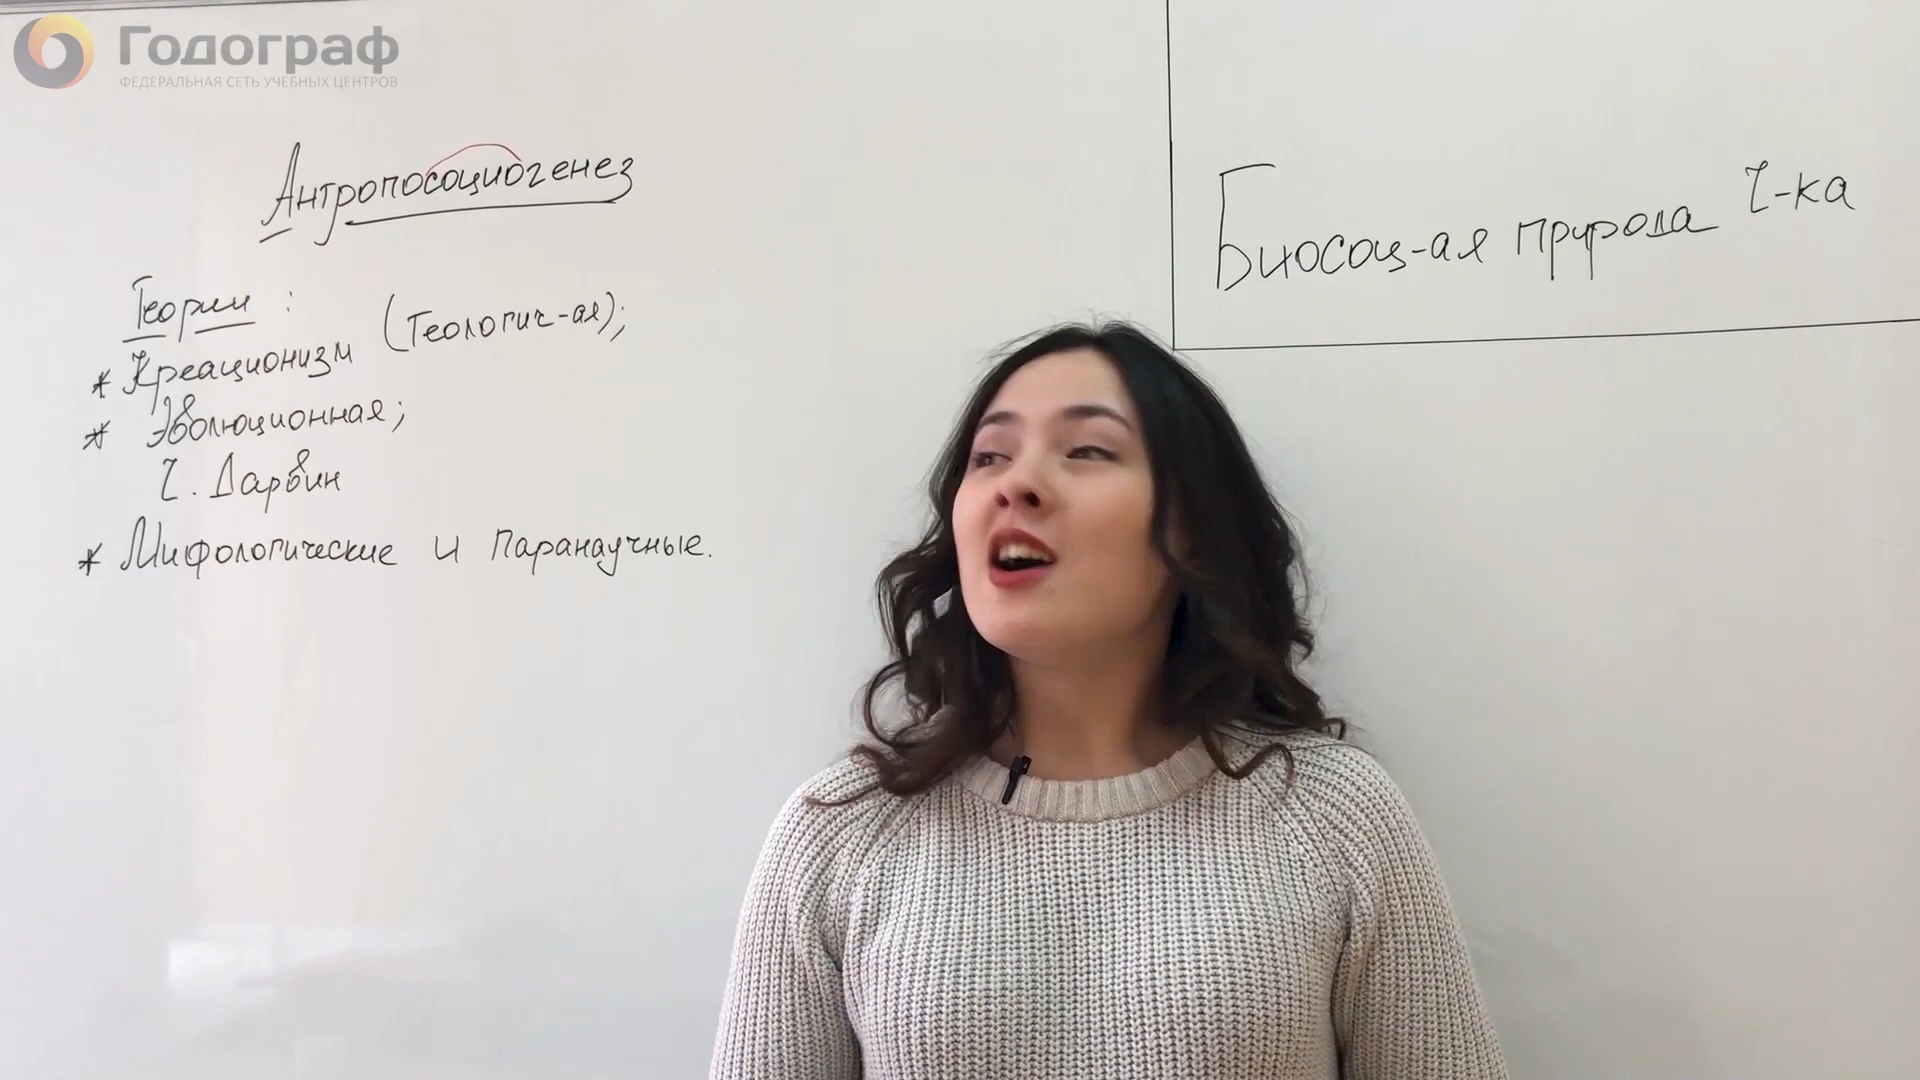 Годограф
ФЕДЕРАЛЬНАЯ СЕТЬ УЧЕБНЫХ ЦЕНТРОВ
Антропосоциогенез
Теории :
* Креационизм (теологич-ая);
* Эволюционная;
Ч. Дарвин
* Мифологические и паранаучные.
Биосоц-ая природа Ч-ка